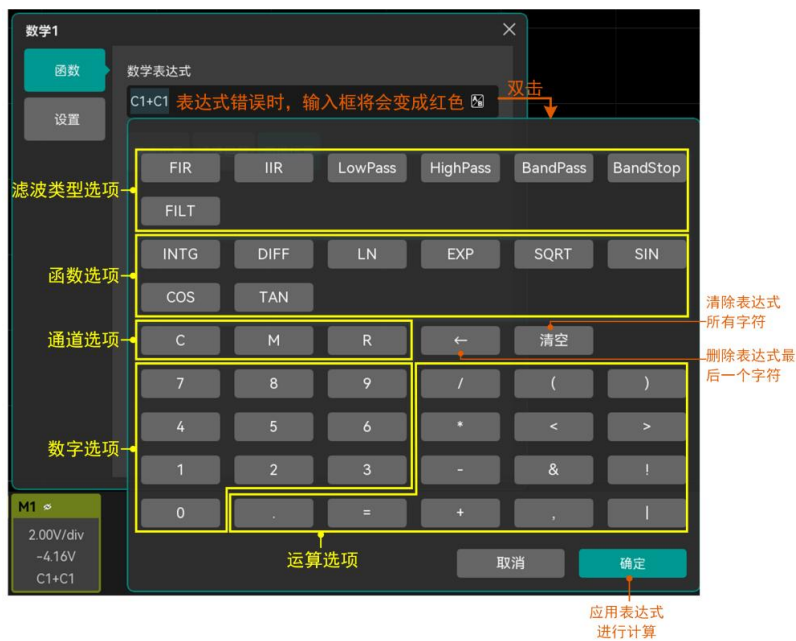 数学1
函数
设置
数学表达式
C1+C1 表达式错误时，输入框将会变成红色
双击
滤波类型选项
FIR IIR LowPass HighPass BandPass BandStop
FILT
函数选项
INTG DIFF LN EXP SQRT SIN
COS TAN
清除表达式
所有字符
通道选项
C M R ← 清空
删除表达式最
后一个字符
数字选项
7 8 9 / ( )
4 5 6 * < >
1 2 3 - & !
0 . = + , |
运算选项
取消 确定
应用表达式
进行计算
M1
2.00V/div
-4.16V
C1+C1